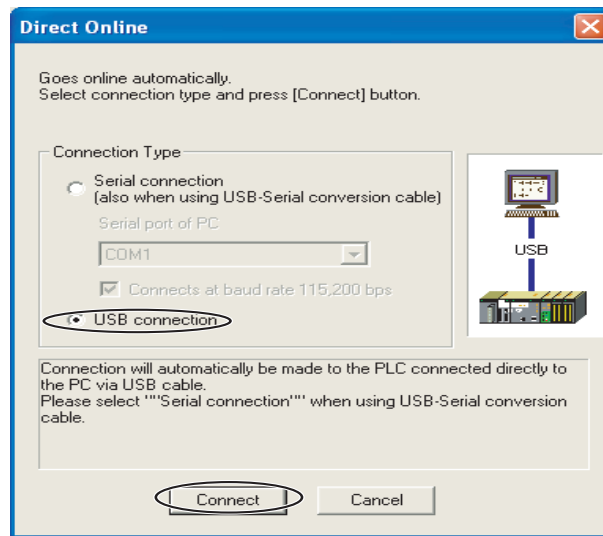 Direct Online
Goes online automatically.
Select connection type and press [Connect] button.
Connection Type
Serial connection
(also when using USB-Serial conversion cable)
Serial port of PC
COM1
Connects at baud rate 115,200 bps
USB connection
USB
Connection will automatically be made to the PLC connected directly to
the PC via USB cable.
Please select ""Serial connection"" when using USB-Serial conversion
cable.
Connect
Cancel